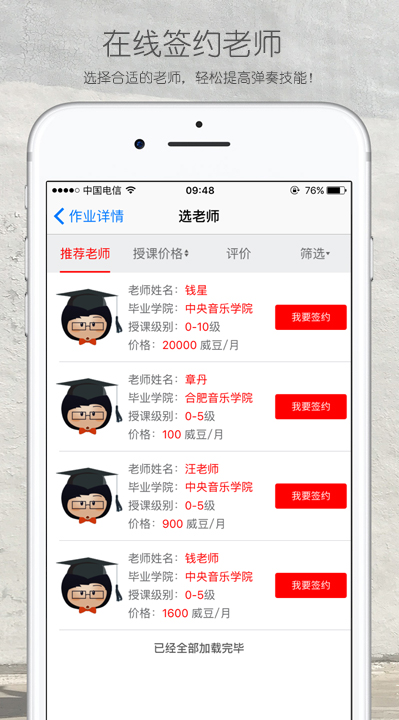 在线签约老师
选择合适的老师，轻松提高弹奏技能！
中国电信 09:48 76%
作业详情 选老师
推荐老师 授课价格 评价 筛选
老师姓名：钱星
毕业学院：中央音乐学院
授课级别：0-10级
价格：20000 威豆/月
我要签约
老师姓名：章丹
毕业学院：合肥音乐学院
授课级别：0-5级
价格：100 威豆/月
我要签约
老师姓名：汪老师
毕业学院：中央音乐学院
授课级别：0-5级
价格：900 威豆/月
我要签约
老师姓名：钱老师
毕业学院：中央音乐学院
授课级别：0-5级
价格：1600 威豆/月
我要签约
已经全部加载完毕